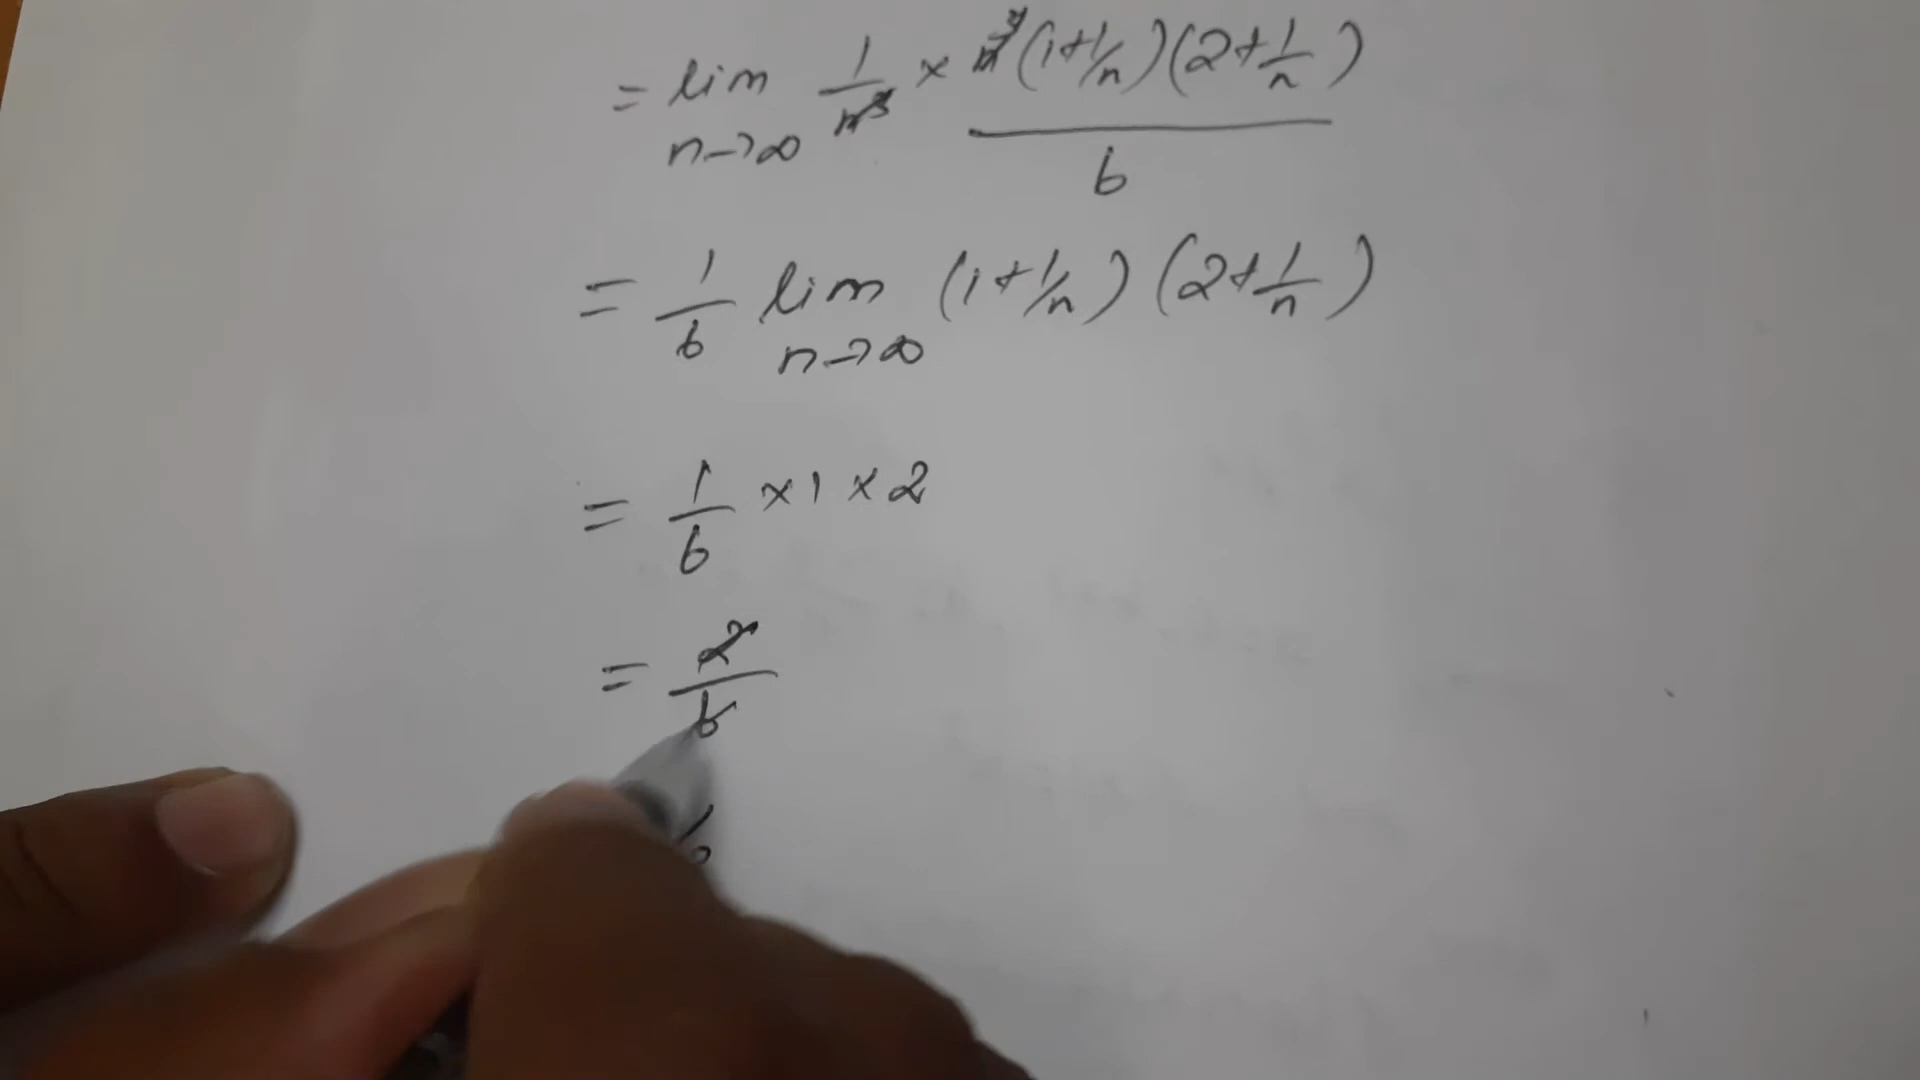 = lim n→∞ 1/n³ × n³(1+1/n)(2+1/n)/6
= 1/6 lim n→∞ (1+1/n)(2+1/n)
= 1/6 ×1×2
= 2/6